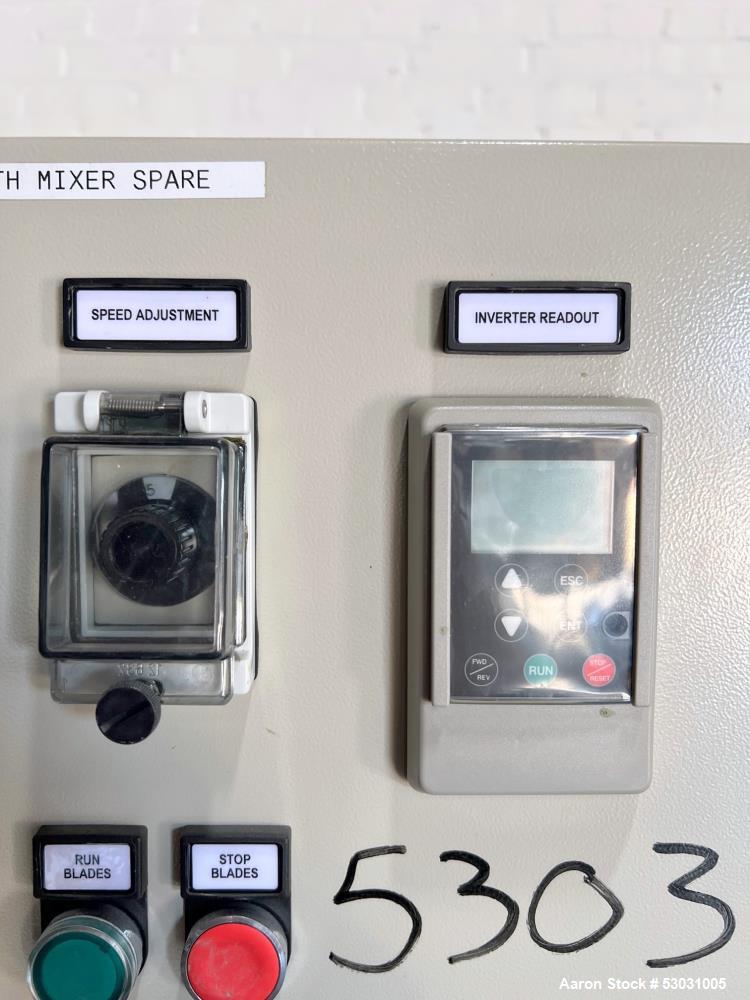 TH MIXER SPARE
SPEED ADJUSTMENT
INVERTER READOUT
5
ESC
ENT
FWD
REV
RUN
STOP
RESET
RUN
BLADES
STOP
BLADES
5303
Aaron Stock # 53031005